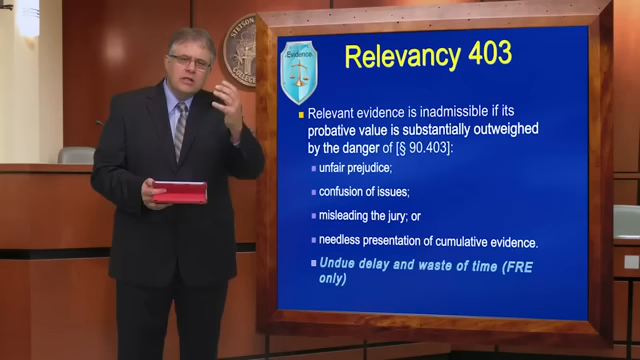 STETSON
COLLEGE
Evidence
Relevancy 403
Relevant evidence is inadmissible if its
probative value is substantially outweighed
by the danger of [§ 90.403]:
unfair prejudice;
confusion of issues;
misleading the jury; or
needless presentation of cumulative evidence.
Undue delay and waste of time (FRE
only)